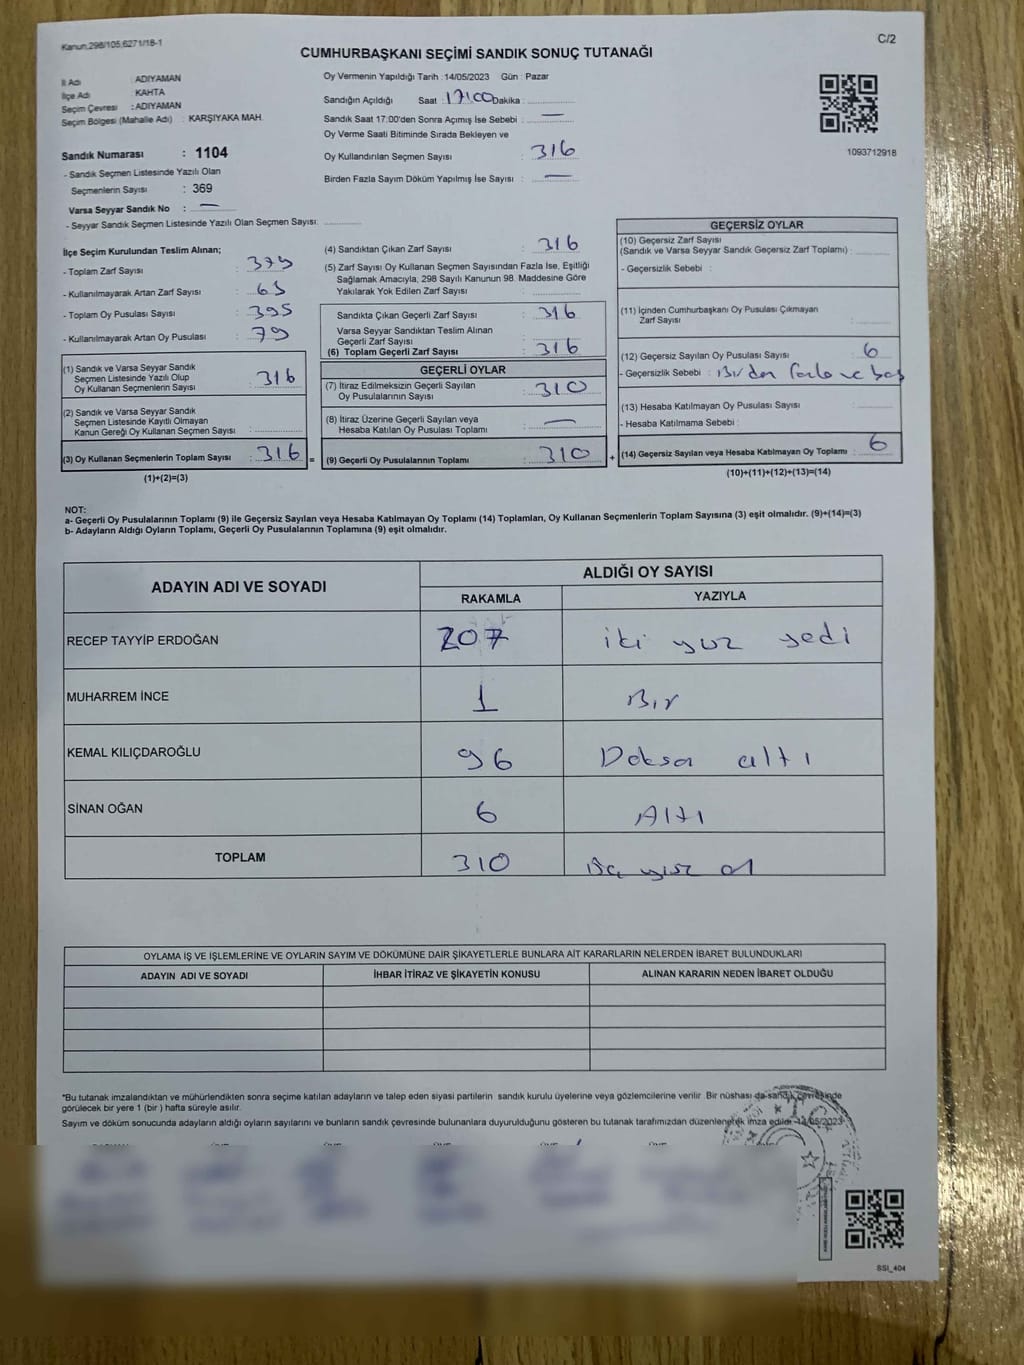 Kanun,298/105;6271/18-1
C/2
CUMHURBAŞKANI SEÇİMİ SANDIK SONUÇ TUTANAĞI
İl Adı : ADIYAMAN
İlçe Adı : KAHTA
Seçim Çevresi : ADIYAMAN
Seçim Bölgesi (Mahalle Adı) : KARŞIYAKA MAH.
Sandık Numarası : 1104
- Sandık Seçmen Listesinde Yazılı Olan
Seçmenlerin Sayısı : 369
Varsa Seyyar Sandık No : —
- Seyyar Sandık Seçmen Listesinde Yazılı Olan Seçmen Sayısı:
Oy Vermenin Yapıldığı Tarih :14/05/2023 Gün : Pazar
Sandığın Açıldığı Saat : 17:00 Dakika :
Sandık Saat 17:00'den Sonra Açımış İse Sebebi : —
Oy Verme Saati Bitiminde Sırada Bekleyen ve
Oy Kullandırılan Seçmen Sayısı : 316
Birden Fazla Sayım Döküm Yapılmış İse Sayısı : —
1093712918
İlçe Seçim Kurulundan Teslim Alınan;
- Toplam Zarf Sayısı : 379
- Kullanılmayarak Artan Zarf Sayısı : 63
- Toplam Oy Pusulası Sayısı : 395
- Kullanılmayarak Artan Oy Pusulası : 79
(1) Sandık ve Varsa Seyyar Sandık
Seçmen Listesinde Yazılı Olup
Oy Kullanan Seçmenlerin Sayısı : 316
(2) Sandık ve Varsa Seyyar Sandık
Seçmen Listesinde Kayıtlı Olmayan
Kanun Gereği Oy Kullanan Seçmen Sayısı :
(3) Oy Kullanan Seçmenlerin Toplam Sayısı : 316 =
(1)+(2)=(3)
(4) Sandıktan Çıkan Zarf Sayısı : 316
(5) Zarf Sayısı Oy Kullanan Seçmen Sayısından Fazla İse, Eşitliği
Sağlamak Amacıyla; 298 Sayılı Kanunun 98. Maddesine Göre
Yakılarak Yok Edilen Zarf Sayısı :
Sandıkta Çıkan Geçerli Zarf Sayısı : 316
Varsa Seyyar Sandıktan Teslim Alınan
Geçerli Zarf Sayısı :
(6) Toplam Geçerli Zarf Sayısı : 316
GEÇERLİ OYLAR
(7) İtiraz Edilmeksizin Geçerli Sayılan
Oy Pusulalarının Sayısı : 310
(8) İtiraz Üzerine Geçerli Sayılan veya
Hesaba Katılan Oy Pusulası Toplamı : —
(9) Geçerli Oy Pusulalarının Toplamı : 310 +
GEÇERSİZ OYLAR
(10) Geçersiz Zarf Sayısı
(Sandık ve Varsa Seyyar Sandık Geçersiz Zarf Toplamı) :
- Geçersizlik Sebebi :
(11) İçinden Cumhurbaşkanı Oy Pusulası Çıkmayan
Zarf Sayısı :
(12) Geçersiz Sayılan Oy Pusulası Sayısı : 6
- Geçersizlik Sebebi : Birden fazla ve boş
(13) Hesaba Katılmayan Oy Pusulası Sayısı :
- Hesaba Katılmama Sebebi :
(14) Geçersiz Sayılan veya Hesaba Katılmayan Oy Toplamı : 6
(10)+(11)+(12)+(13)=(14)
NOT:
a- Geçerli Oy Pusulalarının Toplamı (9) ile Geçersiz Sayılan veya Hesaba Katılmayan Oy Toplamı (14) Toplamları, Oy Kullanan Seçmenlerin Toplam Sayısına (3) eşit olmalıdır. (9)+(14)=(3)
b- Adayların Aldığı Oyların Toplamı, Geçerli Oy Pusulalarının Toplamına (9) eşit olmalıdır.
ADAYIN ADI VE SOYADI
ALDIĞI OY SAYISI
RAKAMLA YAZIYLA
RECEP TAYYİP ERDOĞAN 207 iki yuz yedi
MUHARREM İNCE 1 Bir
KEMAL KILIÇDAROĞLU 96 Doksa altı
SİNAN OĞAN 6 Altı
TOPLAM 310 üç yüz on
OYLAMA İŞ VE İŞLEMLERİNE VE OYLARIN SAYIM VE DÖKÜMÜNE DAİR ŞİKAYETLERLE BUNLARA AİT KARARLARIN NELERDEN İBARET BULUNDUKLARI
ADAYIN ADI VE SOYADI İHBAR İTİRAZ VE ŞİKAYETİN KONUSU ALINAN KARARIN NEDEN İBARET OLDUĞU
*Bu tutanak imzalandıktan ve mühürlendikten sonra seçime katılan adayların ve talep eden siyasi partilerin sandık kurulu üyelerine veya gözlemcilerine verilir. Bir nüshası da sandık çevresinde
görülecek bir yere 1 (bir ) hafta süreyle asılır.
Sayım ve döküm sonucunda adayların aldığı oyların sayılarını ve bunların sandık çevresinde bulunanlara duyurulduğunu gösteren bu tutanak tarafımızdan düzenlenerek imza edildi. 14/05/2023
SSI_404